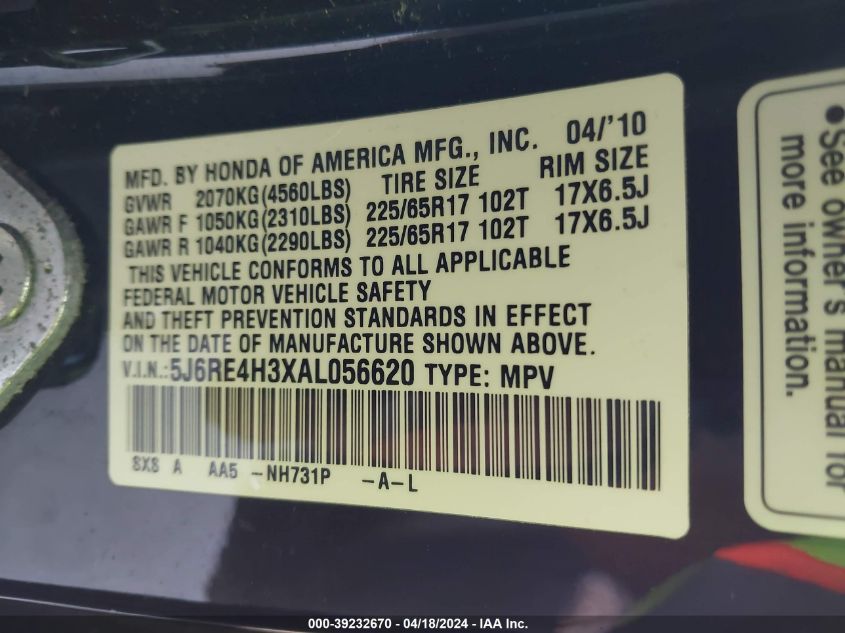 MFD. BY HONDA OF AMERICA MFG., INC. 04/'10
GVWR 2070KG(4560LBS) TIRE SIZE RIM SIZE
GAWR F 1050KG(2310LBS) 225/65R17 102T 17X6.5J
GAWR R 1040KG(2290LBS) 225/65R17 102T 17X6.5J
THIS VEHICLE CONFORMS TO ALL APPLICABLE
FEDERAL MOTOR VEHICLE SAFETY
AND THEFT PREVENTION STANDARDS IN EFFECT
ON THE DATE OF MANUFACTURE SHOWN ABOVE.
V.I.N.:5J6RE4H3XAL056620 TYPE: MPV
SXS A AA5 -NH731P -A-L
●See owner's manual for
more information.
000-39232670 - 04/18/2024 - IAA Inc.